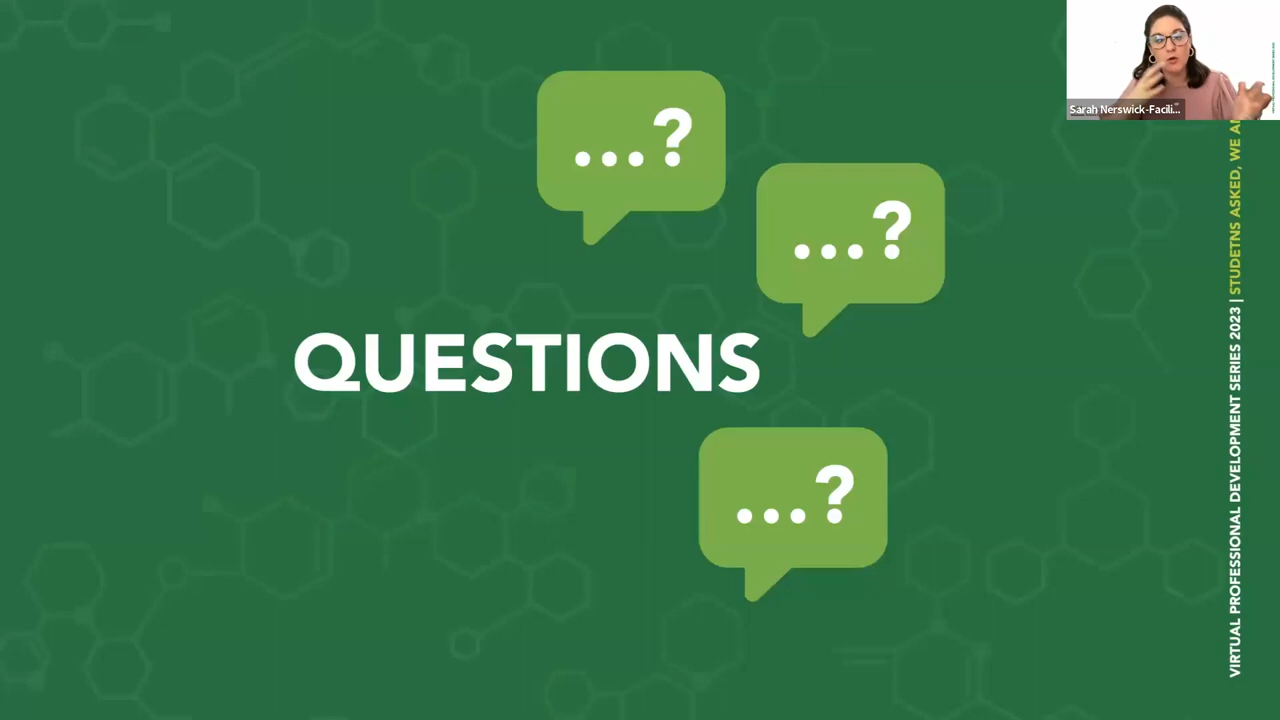 ...?
...?
QUESTIONS
...?
Sarah Nerswick-Facili...
VIRTUAL PROFESSIONAL DEVELOPMENT SERIES 2023 | STUDETNS ASKED, WE